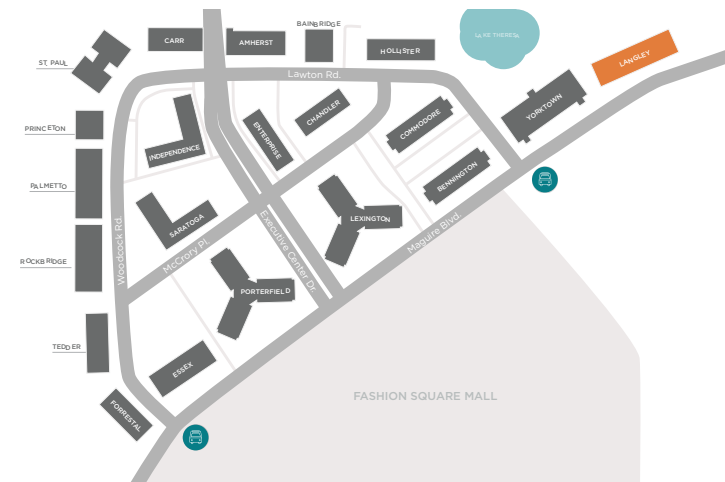 BAINBRIDGE
CARR
AMHERST
HOLLISTER
LAKE THERESA
LANGLEY
ST. PAUL
Lawton Rd.
YORKTOWN
CHANDLER
COMMODORE
PRINCETON
ENTERPRISE
INDEPENDENCE
BENNINGTON
PALMETTO
SARATOGA
LEXINGTON
Woodcock Rd.
McCrory Pl.
Executive Center Dr.
Maguire Blvd.
ROCKBRIDGE
PORTERFIELD
TEDDER
ESSEX
FASHION SQUARE MALL
FORRESTAL